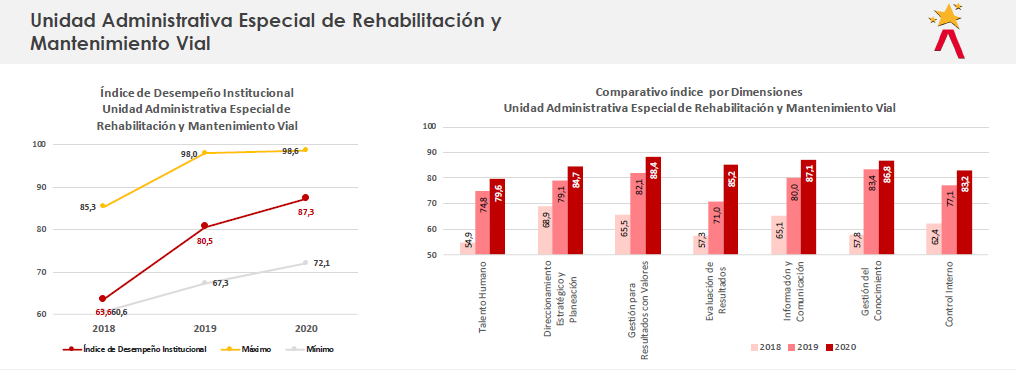 Unidad Administrativa Especial de Rehabilitación y
Mantenimiento Vial
Índice de Desempeño Institucional
Unidad Administrativa Especial de
Rehabilitación y Mantenimiento Vial
100
90
80
70
60
85,3
98,0
98,6
63,6
60,6
80,5
87,3
67,3
72,1
2018
2019
2020
Índice de Desempeño Institucional
Máximo
Mínimo
Comparativo índice por Dimensiones
Unidad Administrativa Especial de Rehabilitación y Mantenimiento Vial
100
90
80
70
60
50
54,9
74,8
79,6
68,9
79,1
84,7
65,5
82,1
88,4
57,3
71,0
85,2
65,1
80,0
87,1
57,8
83,4
86,8
62,4
77,1
83,2
Talento Humano
Direccionamiento
Estratégico y
Planeación
Gestión para
Resultados con Valores
Evaluación de
Resultados
Información y
Comunicación
Gestión del
Conocimiento
Control Interno
2018
2019
2020